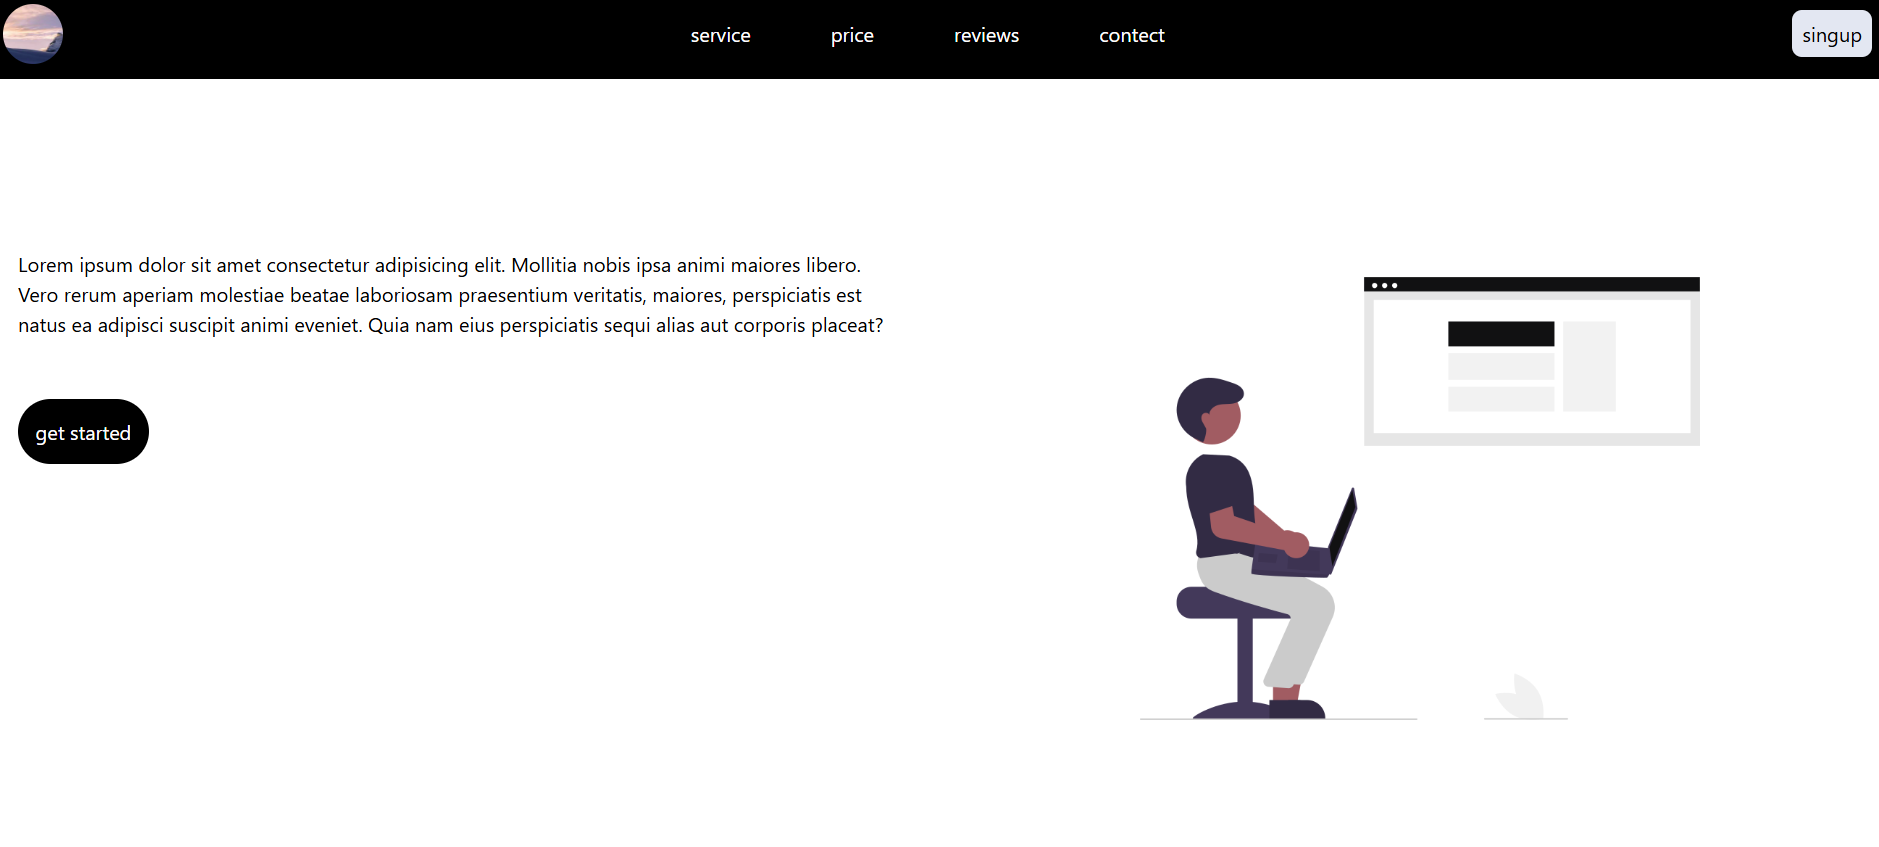 service
price
reviews
contect
singup
Lorem ipsum dolor sit amet consectetur adipisicing elit. Mollitia nobis ipsa animi maiores libero.
Vero rerum aperiam molestiae beatae laboriosam praesentium veritatis, maiores, perspiciatis est
natus ea adipisci suscipit animi eveniet. Quia nam eius perspiciatis sequi alias aut corporis placeat?
get started